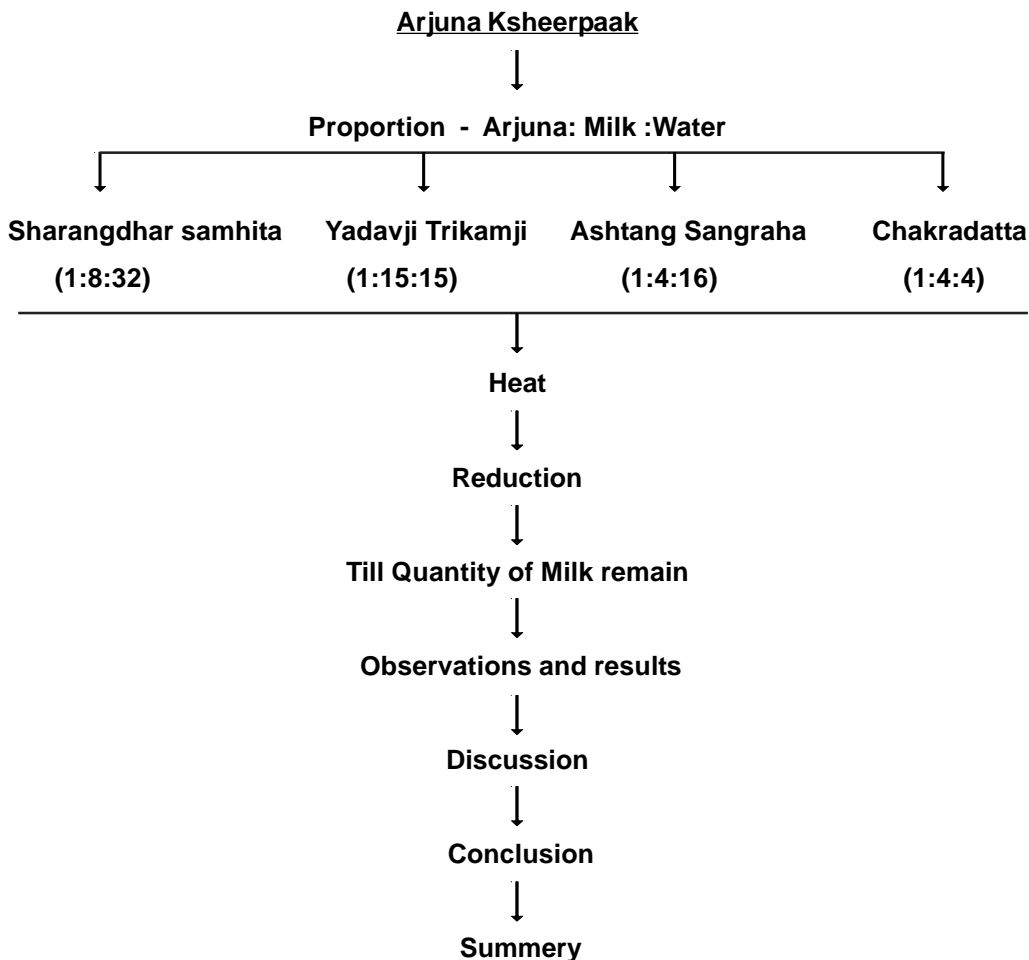 Arjuna Ksheerpaak
Proportion - Arjuna: Milk :Water
Sharangdhar samhita Yadavji Trikamji Ashtang Sangraha Chakradatta
(1:8:32) (1:15:15) (1:4:16) (1:4:4)
Heat
Reduction
Till Quantity of Milk remain
Observations and results
Discussion
Conclusion
Summery